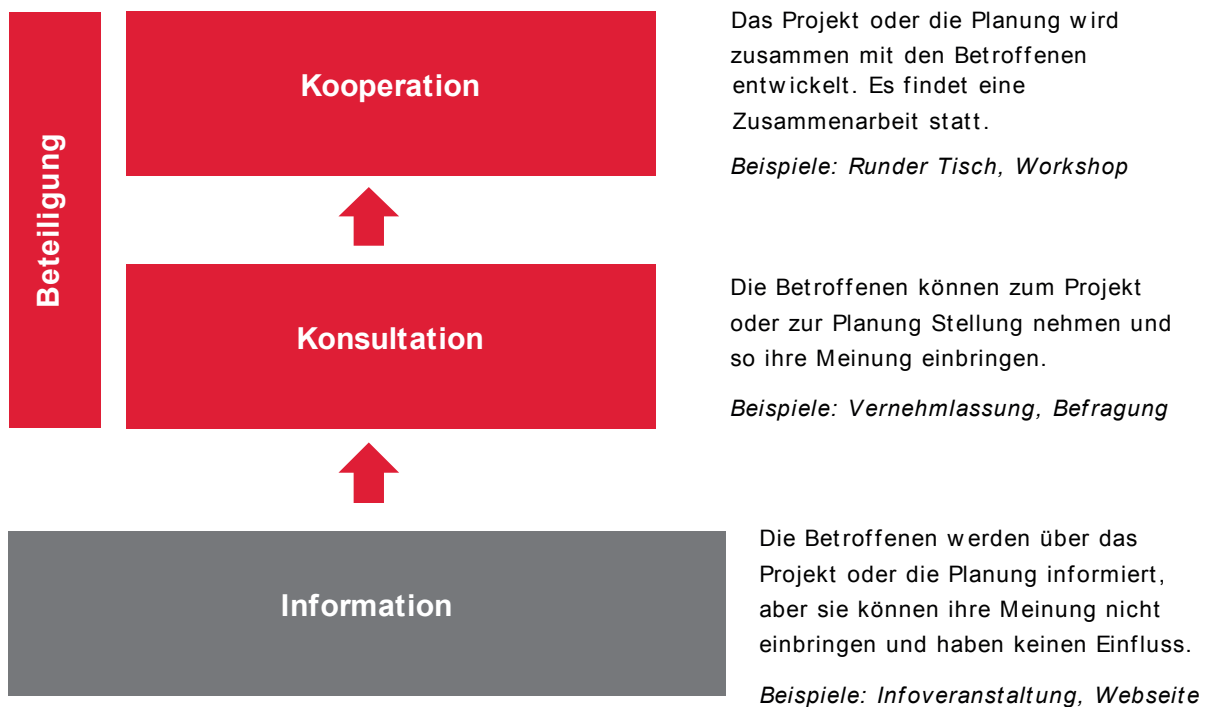 Beteiligung
Kooperation
Das Projekt oder die Planung wird
zusammen mit den Betroffenen
entwickelt. Es findet eine
Zusammenarbeit statt.
Beispiele: Runder Tisch, Workshop
Konsultation
Die Betroffenen können zum Projekt
oder zur Planung Stellung nehmen und
so ihre Meinung einbringen.
Beispiele: Vernehmlassung, Befragung
Information
Die Betroffenen werden über das
Projekt oder die Planung informiert,
aber sie können ihre Meinung nicht
einbringen und haben keinen Einfluss.
Beispiele: Infoveranstaltung, Webseite